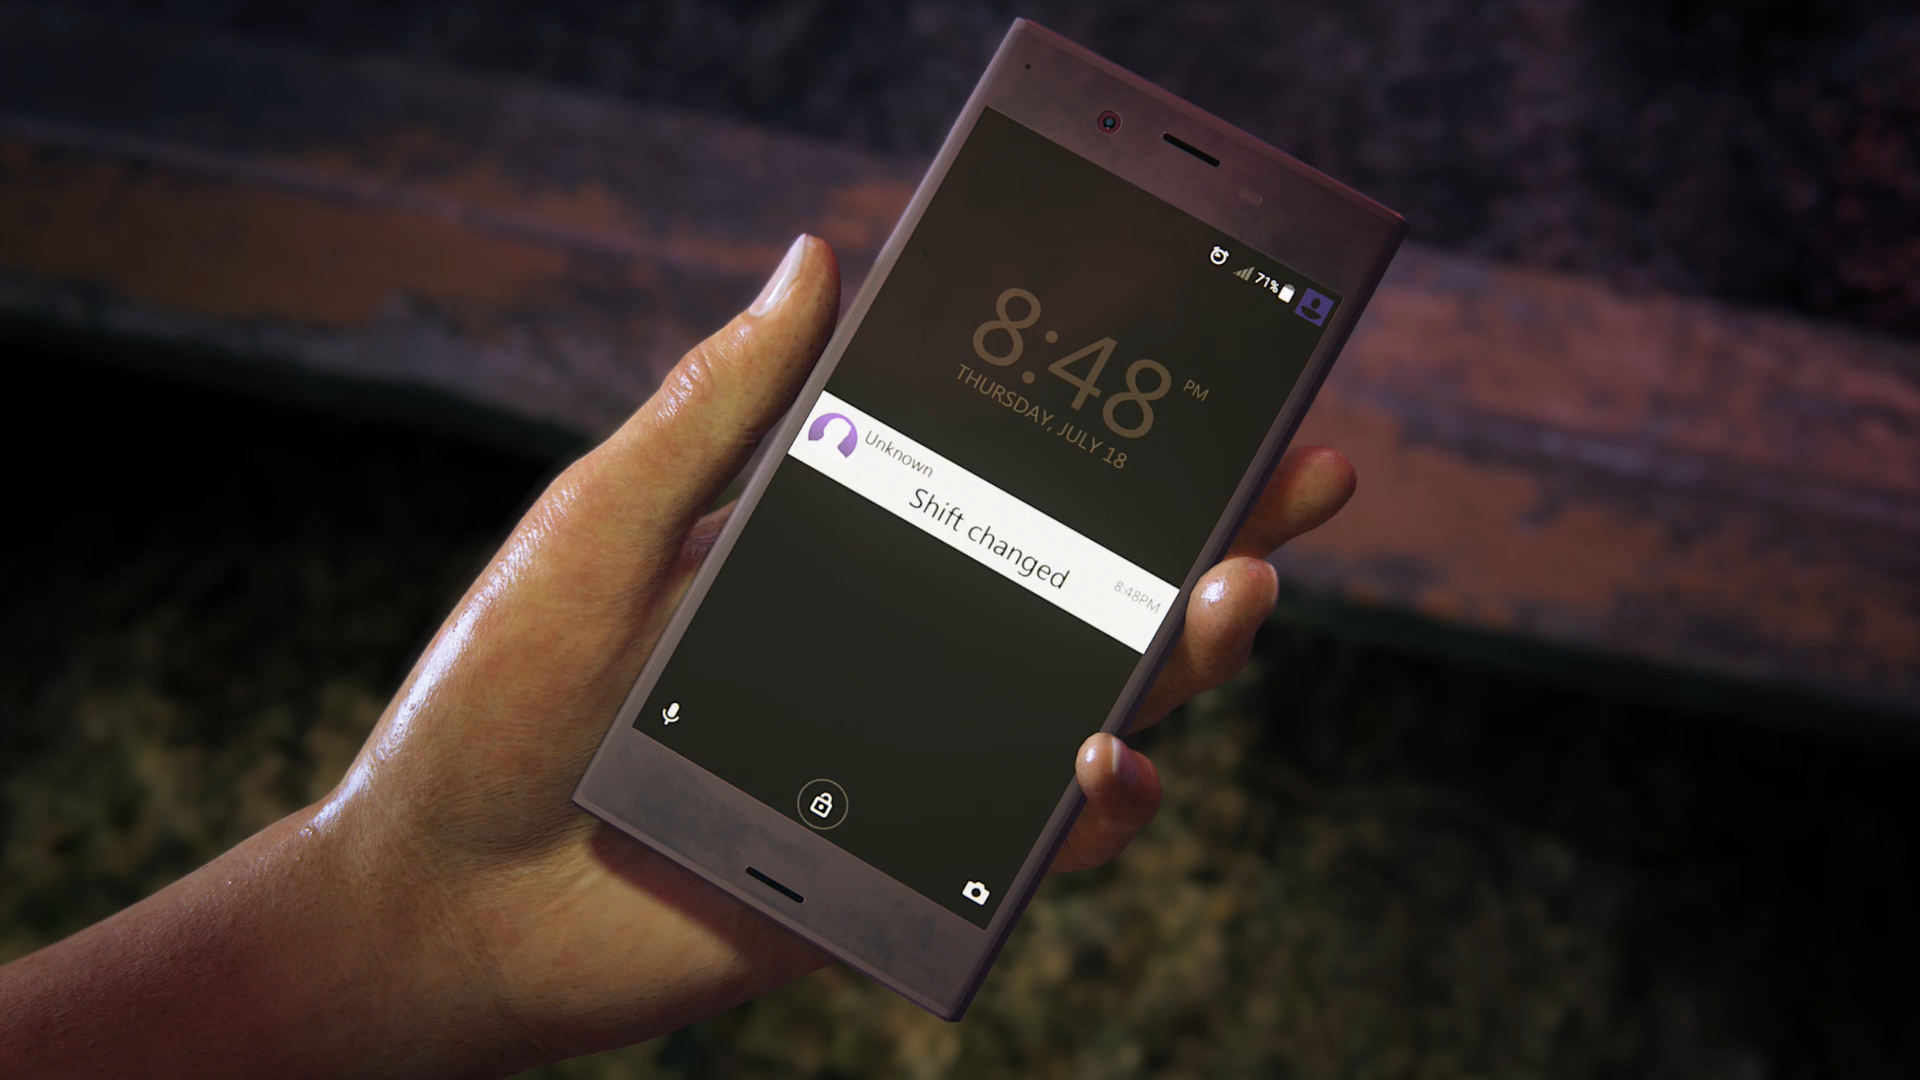 71%
8:48 PM
THURSDAY, JULY 18
Unknown
Shift changed
8:48PM